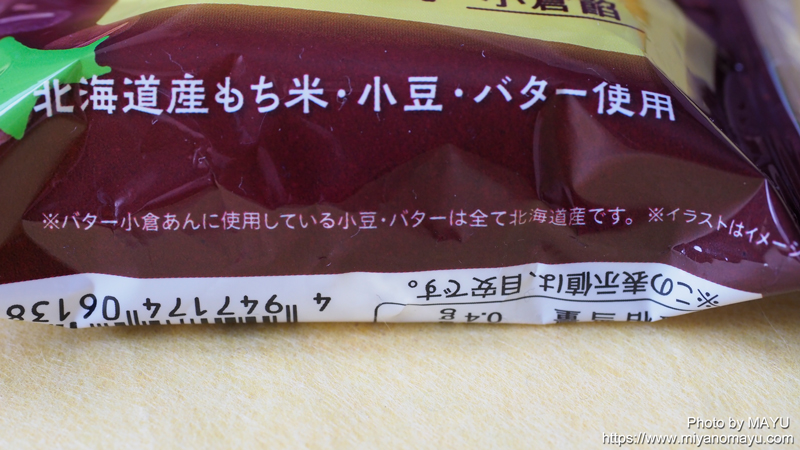 小倉餡
北海道産もち米・小豆・バター使用
※バター小倉あんに使用している小豆・バターは全て北海道産です。 ※イラストはイメージ
※この表示値は、目安です。
相当量 0.4g
4 947174 06138
Photo by MAYU
https://www.miyanomayu.com/